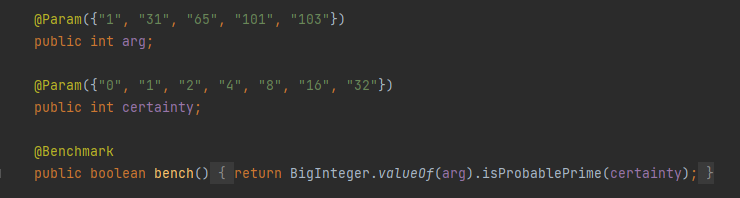 @Param({"1", "31", "65", "101", "103"})
public int arg;
@Param({"0", "1", "2", "4", "8", "16", "32"})
public int certainty;
@Benchmark
public boolean bench() { return BigInteger.valueOf(arg).isProbablePrime(certainty); }